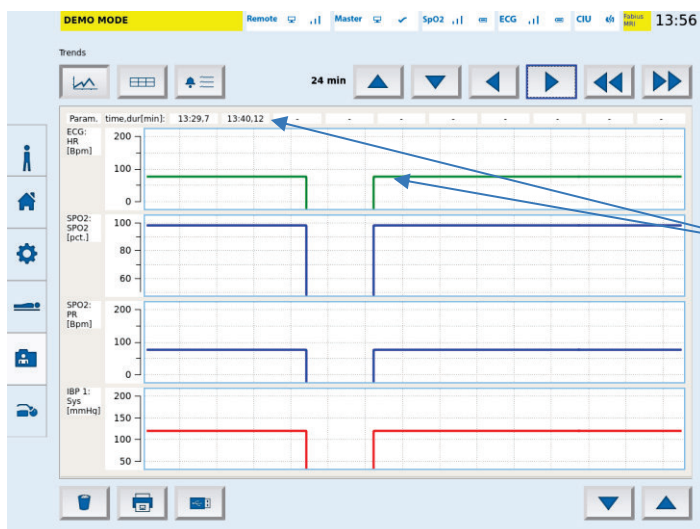 DEMO MODE Remote Master SpO2 ECG CIU Fabius MRI 13:56
Trends
24 min
Param. time,dur[min]: 13:29,7 13:40,12 - - - - - - -
ECG:
HR
[Bpm]
200
100
0
SPO2:
SPO2
[pct.]
100
80
60
SPO2:
PR
[Bpm]
200
100
0
IBP 1:
Sys
[mmHg]
200
150
100
50